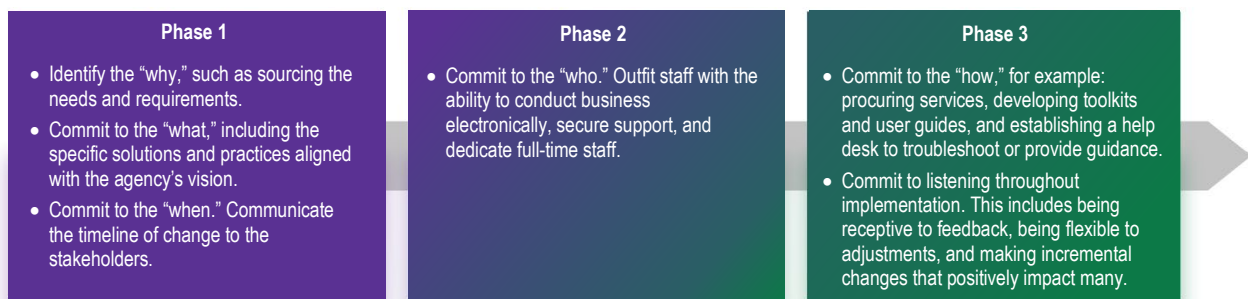 Phase 1
• Identify the “why,” such as sourcing the
needs and requirements.
• Commit to the “what,” including the
specific solutions and practices aligned
with the agency’s vision.
• Commit to the “when.” Communicate
the timeline of change to the
stakeholders.
Phase 2
• Commit to the “who.” Outfit staff with the
ability to conduct business
electronically, secure support, and
dedicate full-time staff.
Phase 3
• Commit to the “how,” for example:
procuring services, developing toolkits
and user guides, and establishing a help
desk to troubleshoot or provide guidance.
• Commit to listening throughout
implementation. This includes being
receptive to feedback, being flexible to
adjustments, and making incremental
changes that positively impact many.